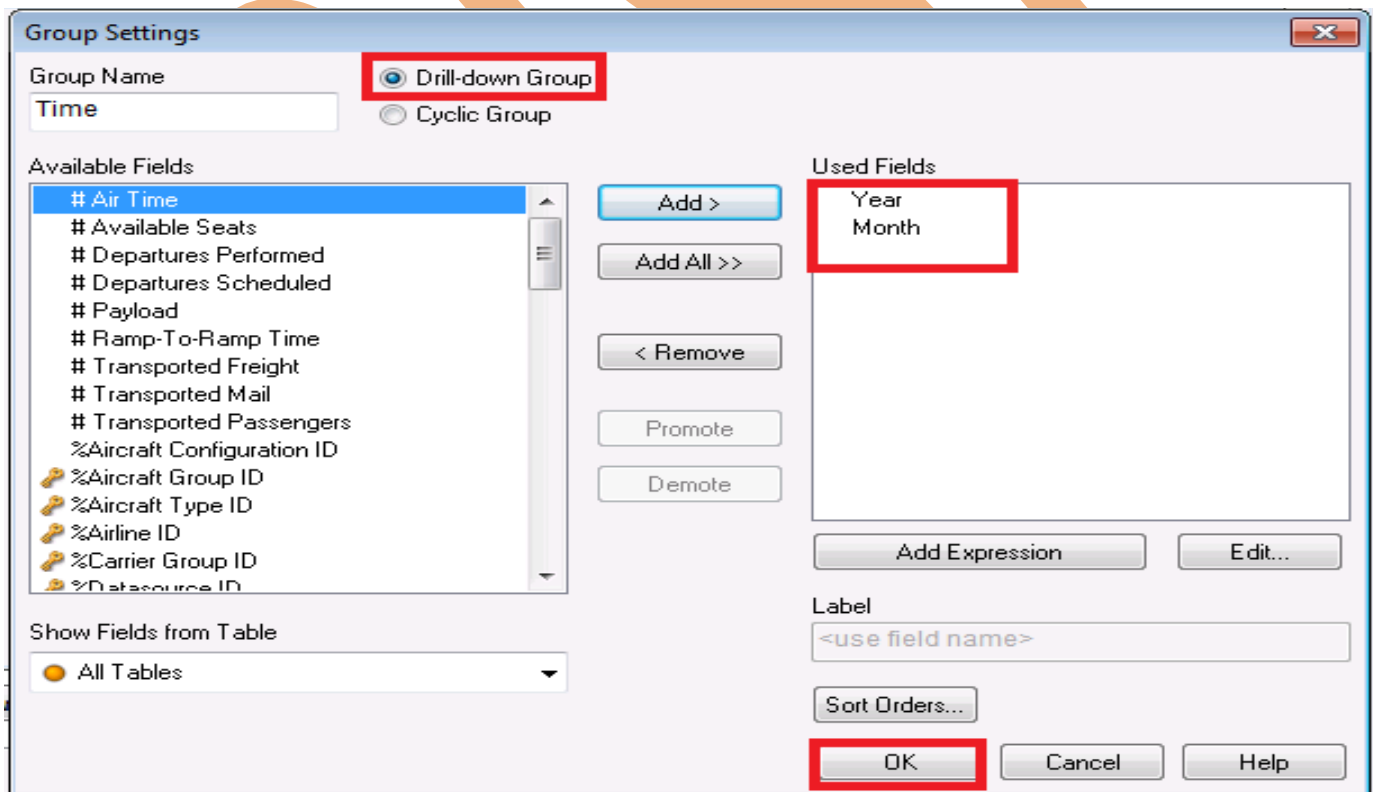 Group Settings
Group Name
Drill-down Group
Time
Cyclic Group
Available Fields
Used Fields
# Air Time
# Available Seats
# Departures Performed
# Departures Scheduled
# Payload
# Ramp-To-Ramp Time
# Transported Freight
# Transported Mail
# Transported Passengers
%Aircraft Configuration ID
%Aircraft Group ID
%Aircraft Type ID
%Airline ID
%Carrier Group ID
%Datasource ID
Add >
Add All >>
< Remove
Promote
Demote
Year
Month
Add Expression
Edit...
Label
<use field name>
Show Fields from Table
All Tables
Sort Orders...
OK
Cancel
Help